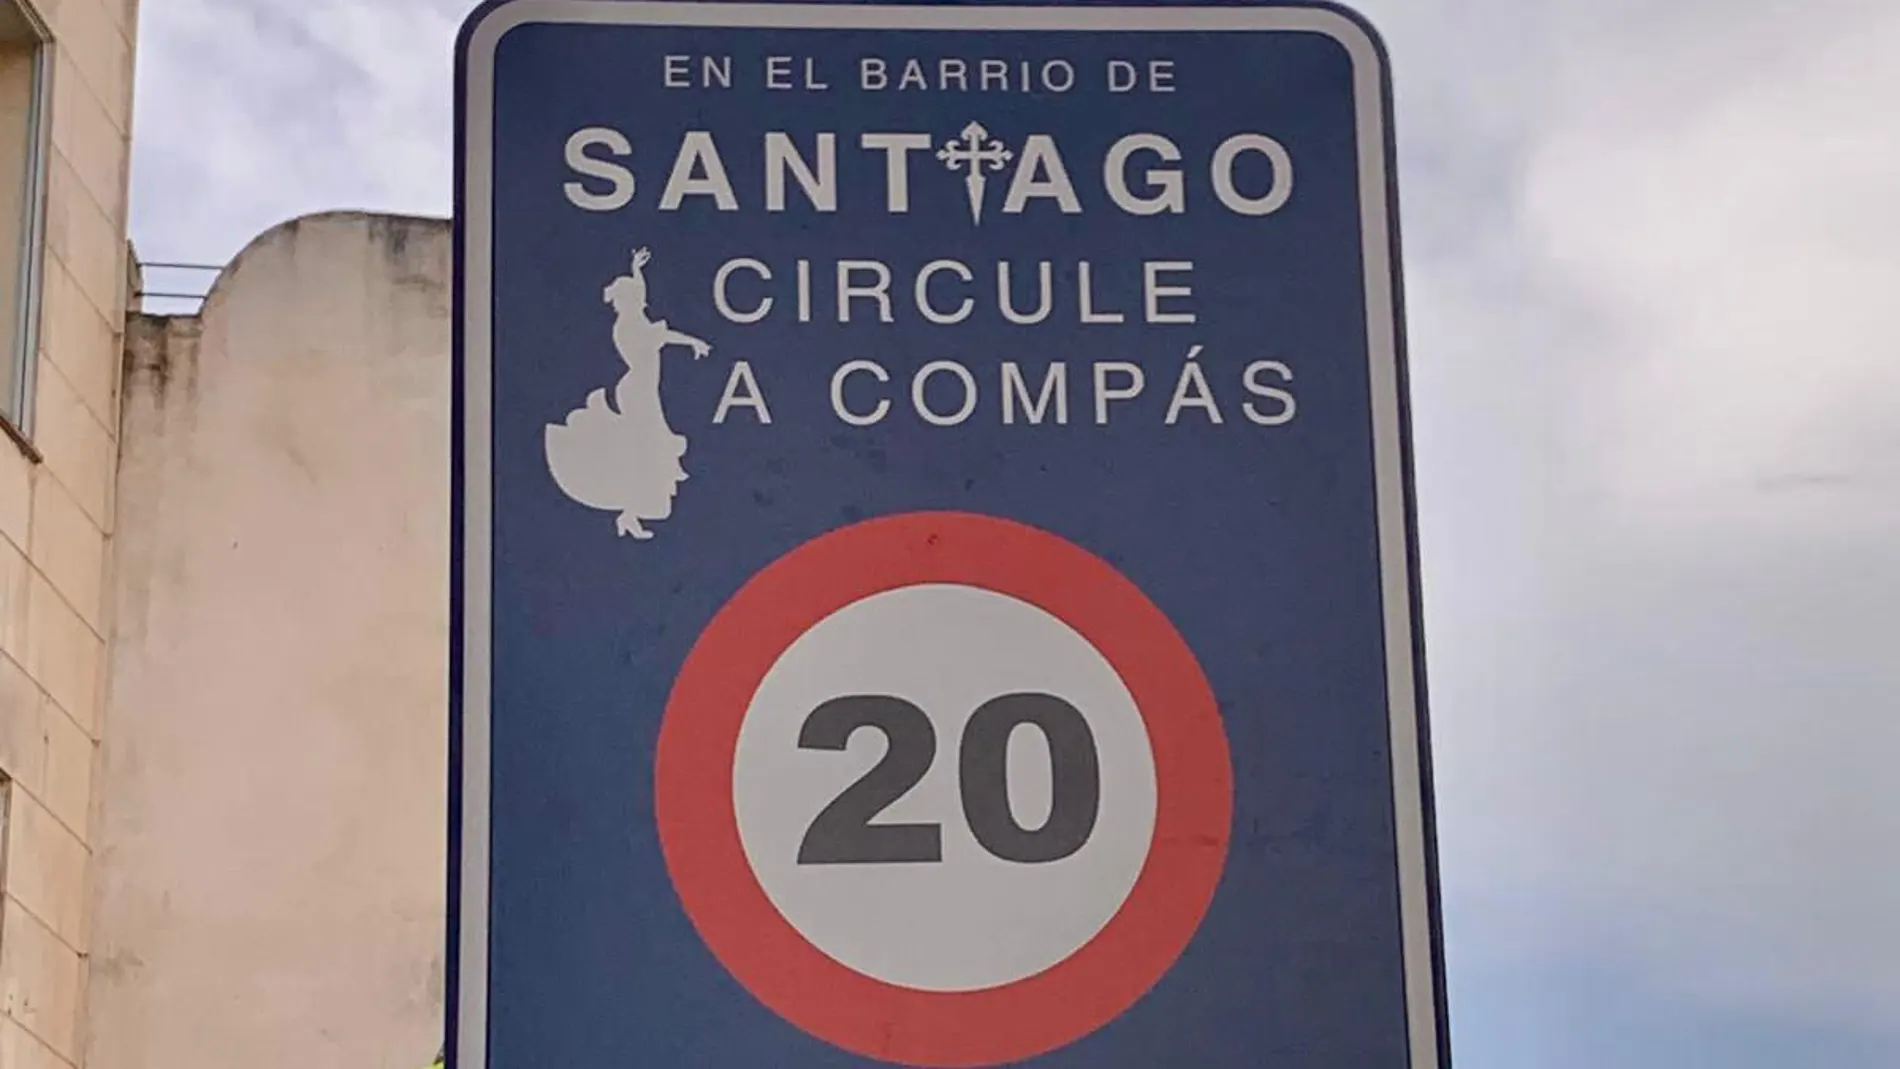 EN EL BARRIO DE
SANTIAGO
CIRCULE
A COMPÁS
20